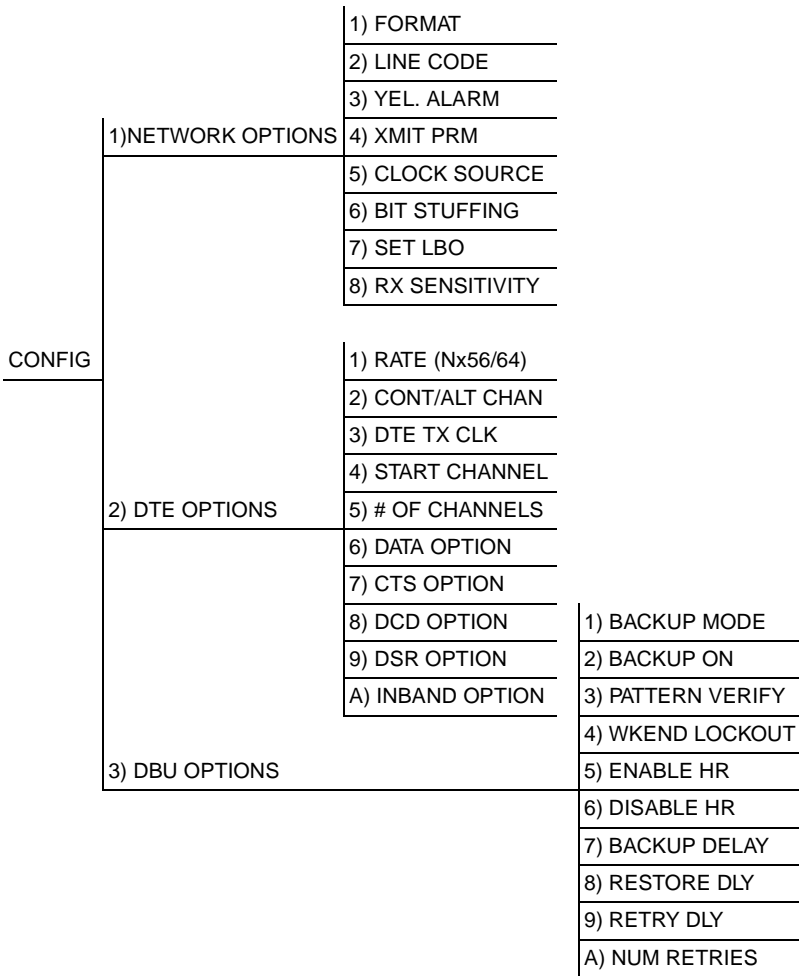 CONFIG
1)NETWORK OPTIONS
1) FORMAT
2) LINE CODE
3) YEL. ALARM
4) XMIT PRM
5) CLOCK SOURCE
6) BIT STUFFING
7) SET LBO
8) RX SENSITIVITY
2) DTE OPTIONS
1) RATE (Nx56/64)
2) CONT/ALT CHAN
3) DTE TX CLK
4) START CHANNEL
5) # OF CHANNELS
6) DATA OPTION
7) CTS OPTION
8) DCD OPTION
9) DSR OPTION
A) INBAND OPTION
3) DBU OPTIONS
1) BACKUP MODE
2) BACKUP ON
3) PATTERN VERIFY
4) WKEND LOCKOUT
5) ENABLE HR
6) DISABLE HR
7) BACKUP DELAY
8) RESTORE DLY
9) RETRY DLY
A) NUM RETRIES